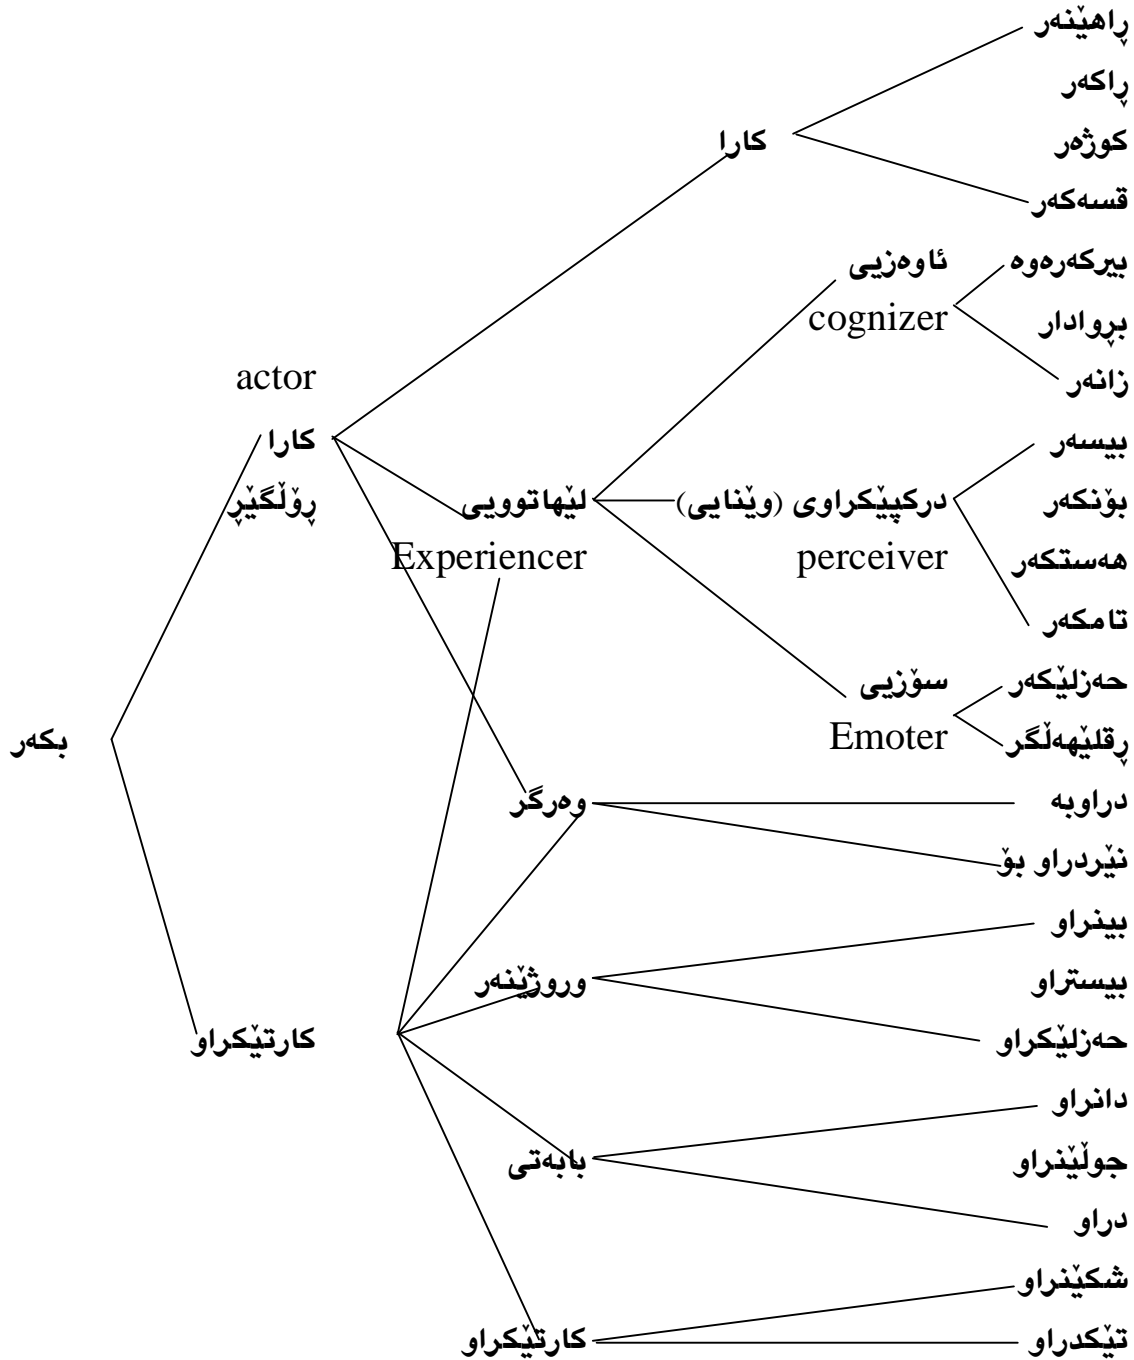 ڕاهێنەر
ڕاکەر
کارا کوژەر
قسەکەر
ئاوەزیی بیرکەرەوە
cognizer بڕوادار
actor زانەر
کارا بیسەر
ڕۆڵگێڕ لێهاتوویی درکپێکراوی (وێنایی) بۆنکەر
Experiencer perceiver هەستکەر
تامکەر
سۆزیی حەزلێکەر
بکەر Emoter ڕقلێهەڵگر
وەرگر دراوبە
نێردراو بۆ
بینراو
وروژێنەر بیستراو
کارتێکراو حەزلێکراو
دانراو
بابەتی جوڵێنراو
دراو
شکێنراو
کارتێکراو تێکدراو